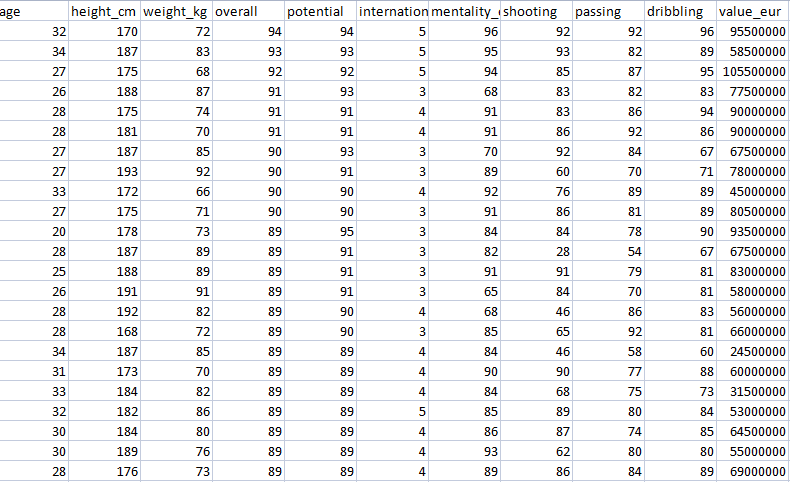 age height_cm weight_kg overall potential internation mentality_ shooting passing dribbling value_eur
32 170 72 94 94 5 96 92 92 96 95500000
34 187 83 93 93 5 95 93 82 89 58500000
27 175 68 92 92 5 94 85 87 95 105500000
26 188 87 91 93 3 68 83 82 83 77500000
28 175 74 91 91 4 91 83 86 94 90000000
28 181 70 91 91 4 91 86 92 86 90000000
27 187 85 90 93 3 70 92 84 67 67500000
27 193 92 90 91 3 89 60 70 71 78000000
33 172 66 90 90 4 92 76 89 89 45000000
27 175 71 90 90 3 91 86 81 89 80500000
20 178 73 89 95 3 84 84 78 90 93500000
28 187 89 89 91 3 82 28 54 67 67500000
25 188 89 89 91 3 91 91 79 81 83000000
26 191 91 89 91 3 65 84 70 81 58000000
28 192 82 89 90 4 68 46 86 83 56000000
28 168 72 89 90 3 85 65 92 81 66000000
34 187 85 89 89 4 84 46 58 60 24500000
31 173 70 89 89 4 90 90 77 88 60000000
33 184 82 89 89 4 84 68 75 73 31500000
32 182 86 89 89 5 85 89 80 84 53000000
30 184 80 89 89 4 86 87 74 85 64500000
30 189 76 89 89 4 93 62 80 80 55000000
28 176 73 89 89 4 89 86 84 89 69000000